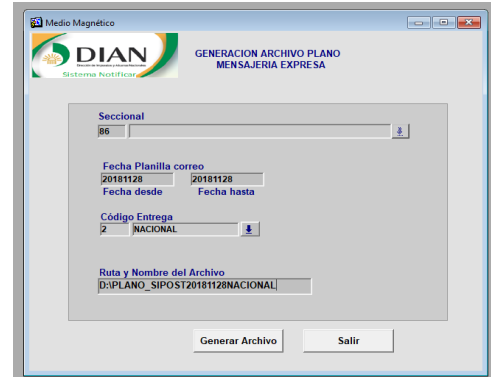 Medio Magnético
DIAN
Sistema Notificar
GENERACION ARCHIVO PLANO
MENSAJERIA EXPRESA
Seccional
86
Fecha Planilla correo
20181128 20181128
Fecha desde Fecha hasta
Código Entrega
2 NACIONAL
Ruta y Nombre del Archivo
D:\PLANO_SIPOST20181128NACIONAL
Generar Archivo Salir